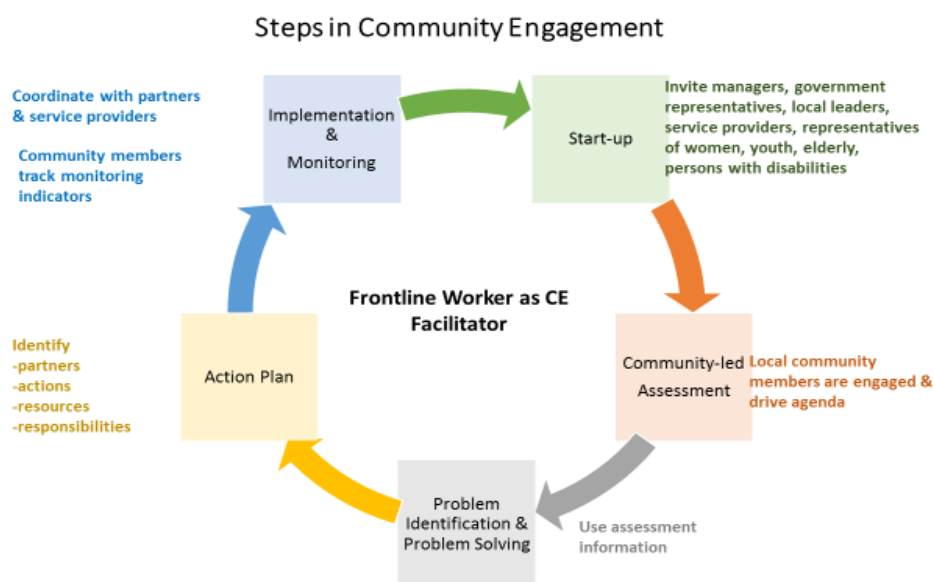 Steps in Community Engagement
Coordinate with partners
& service providers
Community members
track monitoring
indicators
Implementation
&
Monitoring
Start-up
Invite managers, government
representatives, local leaders,
service providers, representatives
of women, youth, elderly,
persons with disabilities
Frontline Worker as CE
Facilitator
Identify
-partners
-actions
-resources
-responsibilities
Action Plan
Community-led
Assessment
Local community
members are engaged &
drive agenda
Problem
Identification &
Problem Solving
Use assessment
information